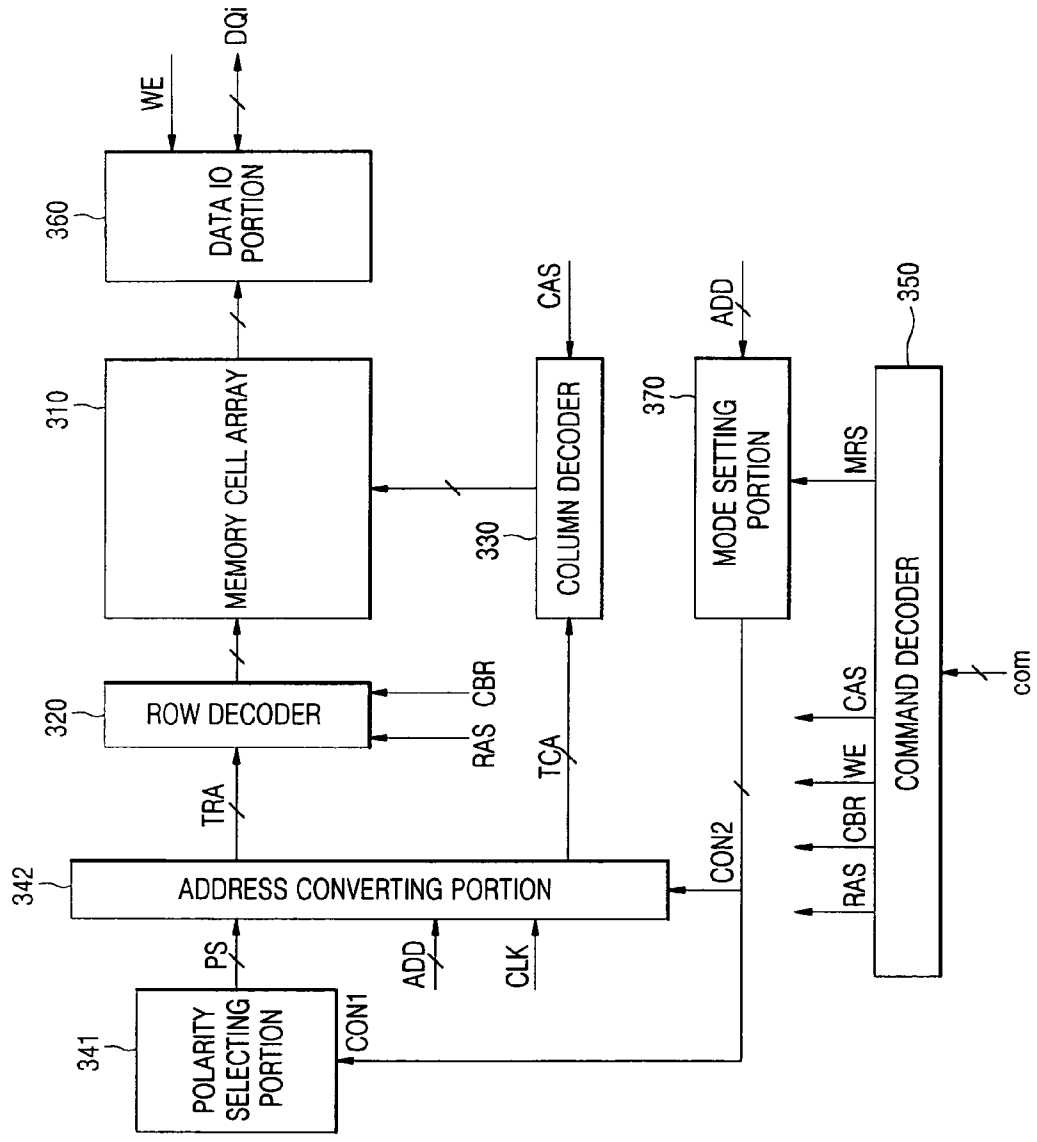 341
POLARITY
SELECTING
PORTION
CON1
PS
ADD
CLK
342
ADDRESS CONVERTING PORTION
CON2
TRA
TCA
320
ROW DECODER
RAS
CBR
310
MEMORY CELL ARRAY
330
COLUMN DECODER
CAS
360
DATA IO
PORTION
WE
DQi
370
MODE SETTING
PORTION
ADD
MRS
350
COMMAND DECODER
RAS
CBR
WE
CAS
com